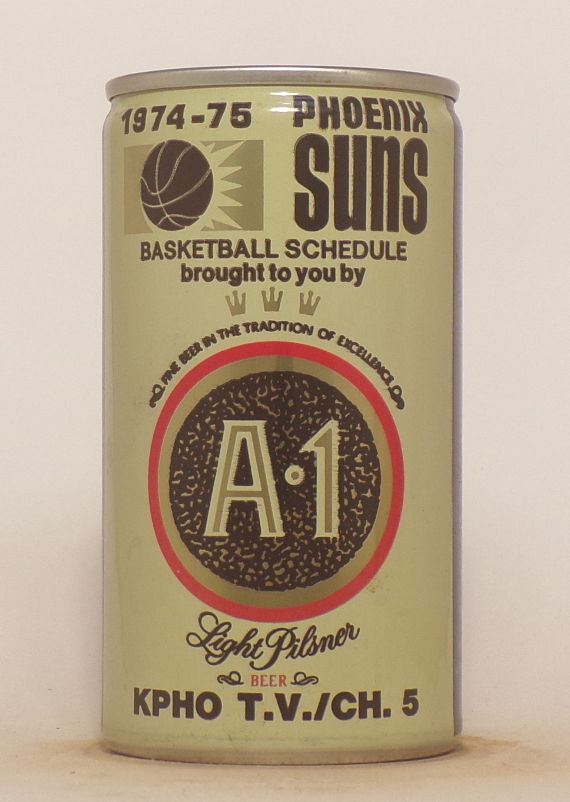 1974-75 PHOENIX
SUNS
BASKETBALL SCHEDULE
brought to you by
FINE BEER IN THE TRADITION OF EXCELLENCE
A·1
Light Pilsner
BEER
KPHO T.V./CH. 5